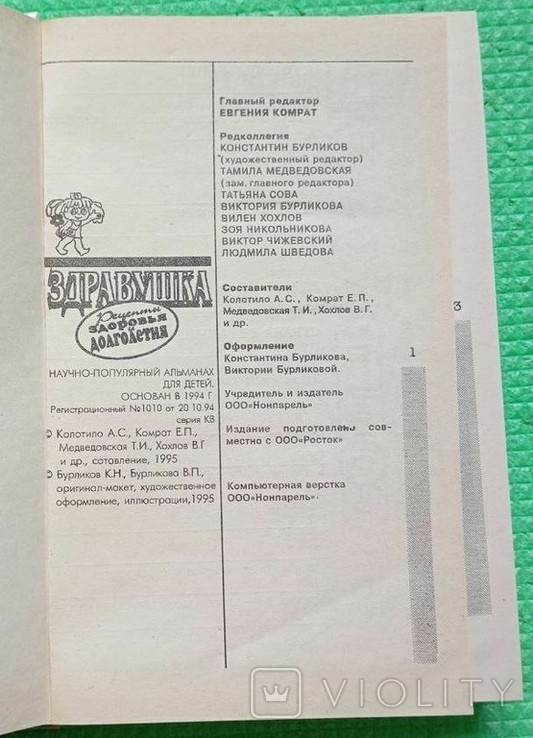 ЗДРАВУШКА
Рецепты
здоровья
и
долголетия
НАУЧНО-ПОПУЛЯРНЫЙ АЛЬМАНАХ
ДЛЯ ДЕТЕЙ.
ОСНОВАН В 1994 Г.
Регистрационный №1010 от 20.10.94
серия КВ
© Колотило А.С., Комрат Е.П.,
Медведовская Т.И., Хохлов В.Г
и др., сотавление, 1995
© Бурликов К.Н., Бурликова В.П.,
оригинал-макет, художественное
оформление, иллюстрации,1995
Главный редактор
ЕВГЕНИЯ КОМРАТ
Редколлегия
КОНСТАНТИН БУРЛИКОВ
(художественный редактор)
ТАМИЛА МЕДВЕДОВСКАЯ
(зам. главного редактора)
ТАТЬЯНА СОВА
ВИКТОРИЯ БУРЛИКОВА
ВИЛЕН ХОХЛОВ
ЗОЯ НИКОЛЬНИКОВА
ВИКТОР ЧИЖЕВСКИЙ
ЛЮДМИЛА ШВЕДОВА
Составители
Колотило А.С., Комрат Е.П.,
Медведовская Т.И.,Хохлов В.Г.
и др.
Оформление
Константина Бурликова,
Виктории Бурликовой.
Учредитель и издатель
ООО«Нонпарель»
Издание подготовлено сов-
местно с ООО«Росток»
Компьютерная верстка
ООО«Нонпарель»
1
3
VIOLITY